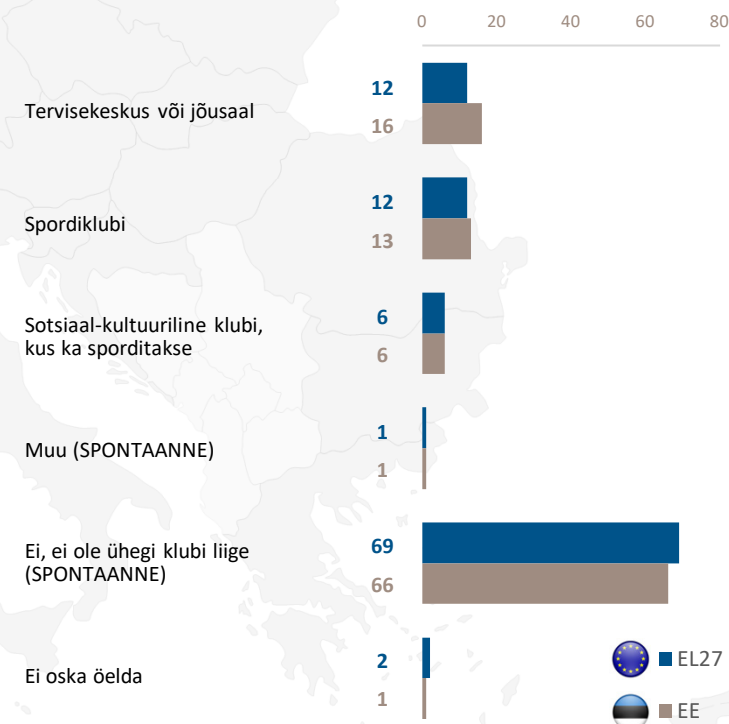 0 20 40 60 80
12
Tervisekeskus või jõusaal
16
12
Spordiklubi
13
Sotsiaal-kultuuriline klubi,
6
kus ka sporditakse
6
1
Muu (SPONTAANNE)
1
Ei, ei ole ühegi klubi liige
69
(SPONTAANNE)
66
2
Ei oska öelda
1
EL27
EE